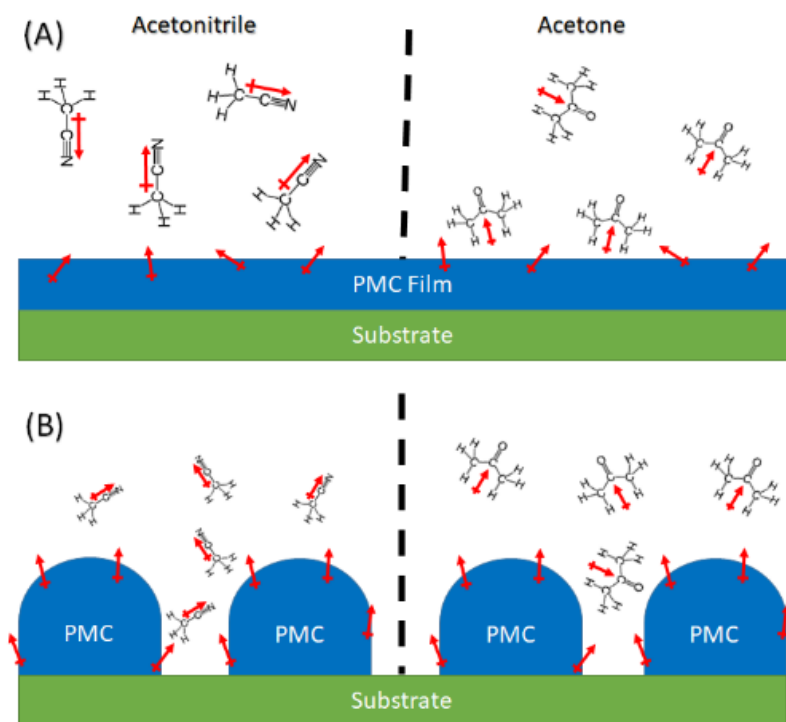 (A)
Acetonitrile
Acetone
PMC Film
Substrate
(B)
PMC
PMC
PMC
PMC
Substrate